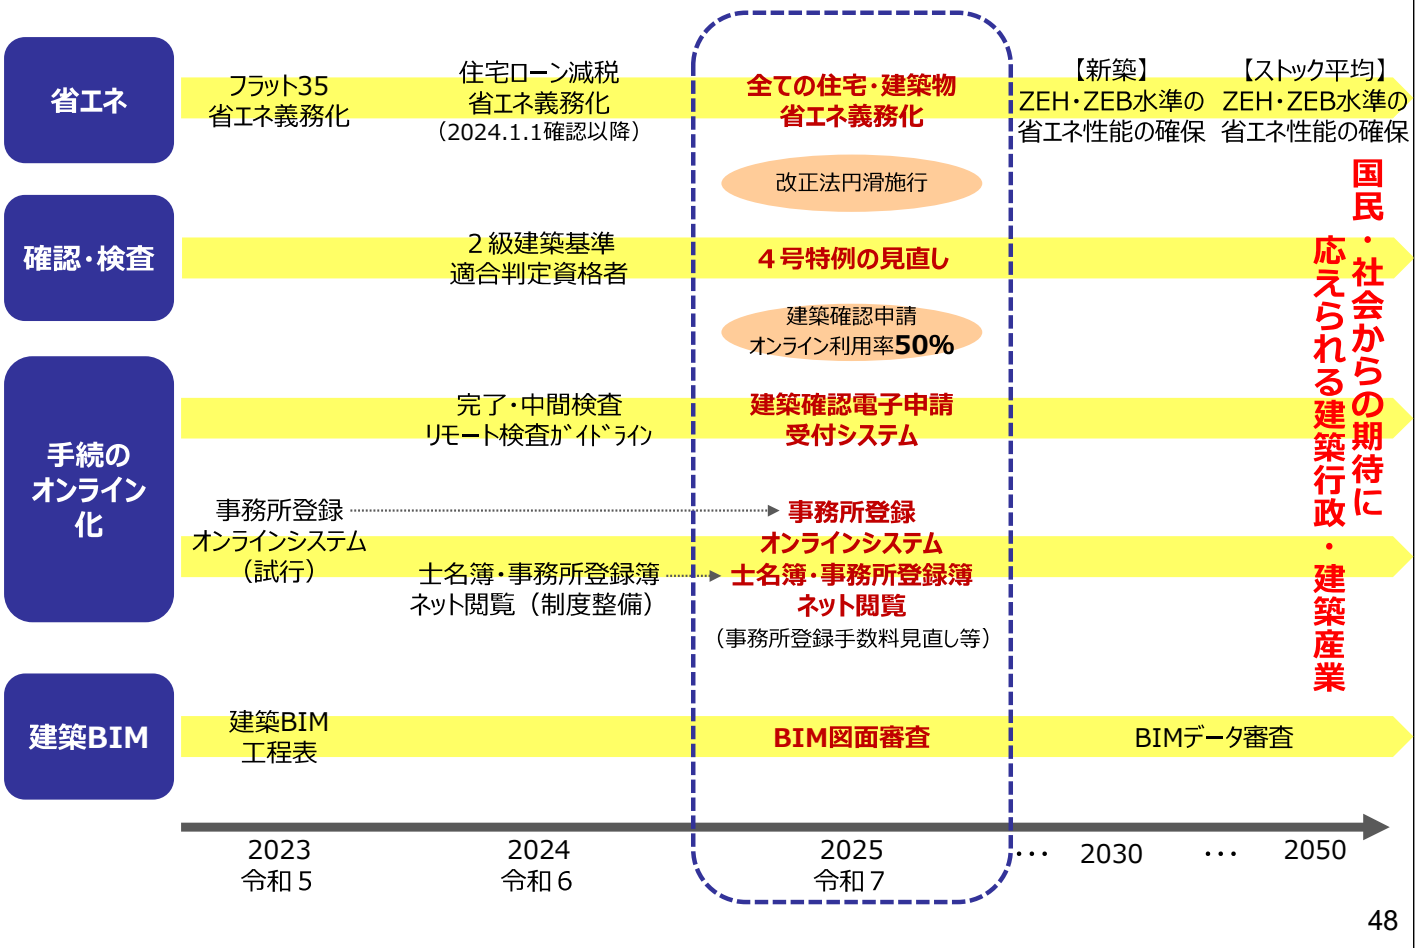 省エネ
フラット35
省エネ義務化
住宅ローン減税
省エネ義務化
（2024.1.1確認以降）
全ての住宅・建築物
省エネ義務化
【新築】
ZEH・ZEB水準の
省エネ性能の確保
【ストック平均】
ZEH・ZEB水準の
省エネ性能の確保
改正法円滑施行
確認・検査
２級建築基準
適合判定資格者
４号特例の見直し
建築確認申請
オンライン利用率50%
手続の
オンライン
化
完了・中間検査
リモート検査ｶﾞｲﾄﾞﾗｲﾝ
建築確認電子申請
受付システム
事務所登録
オンラインシステム
（試行）
士名簿・事務所登録簿
ネット閲覧（制度整備）
事務所登録
オンラインシステム
士名簿・事務所登録簿
ネット閲覧
（事務所登録手数料見直し等）
建築BIM
建築BIM
工程表
BIM図面審査
BIMデータ審査
国民・社会からの期待に
応えられる建築行政・建築産業
2023
令和５
2024
令和６
2025
令和７
・・・
2030
・・・
2050
48